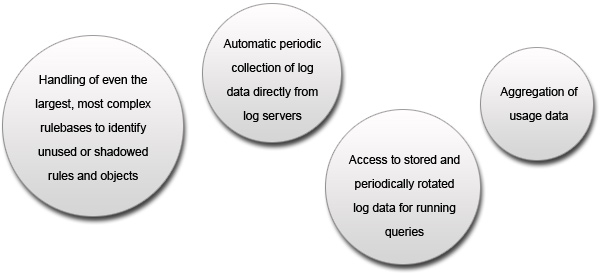 Handling of even the
largest, most complex
rulebases to identify
unused or shadowed
rules and objects
Automatic periodic
collection of log
data directly from
log servers
Access to stored and
periodically rotated
log data for running
queries
Aggregation of
usage data